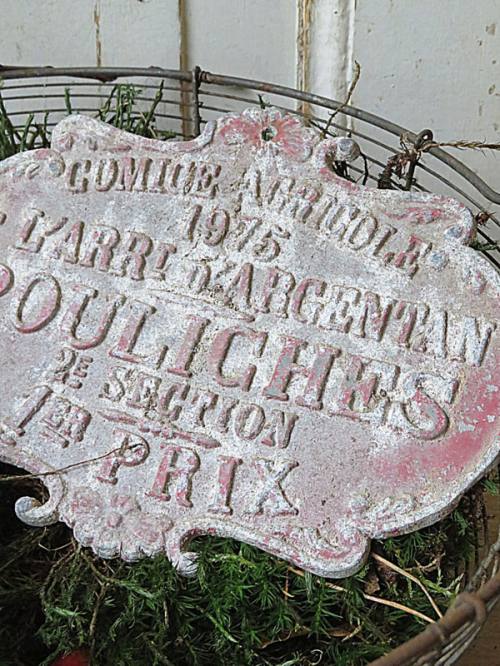 COMICE AGRICOLE
1975
L'ARRT D'ARGENTAN
POULICHES
2E SECTION
1ER
PRIX